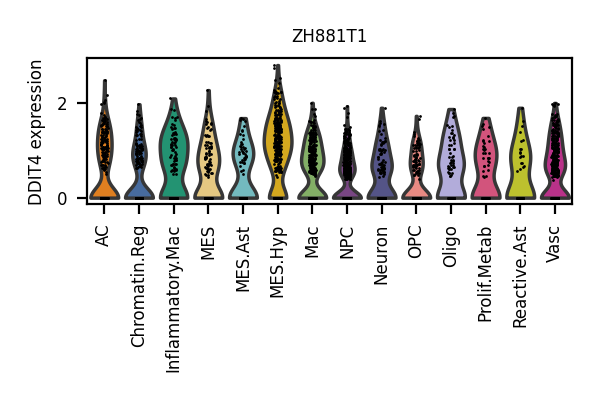 ZH881T1
DDIT4 expression
2
0
AC
Chromatin.Reg
Inflammatory.Mac
MES
MES.Ast
MES.Hyp
Mac
NPC
Neuron
OPC
Oligo
Prolif.Metab
Reactive.Ast
Vasc